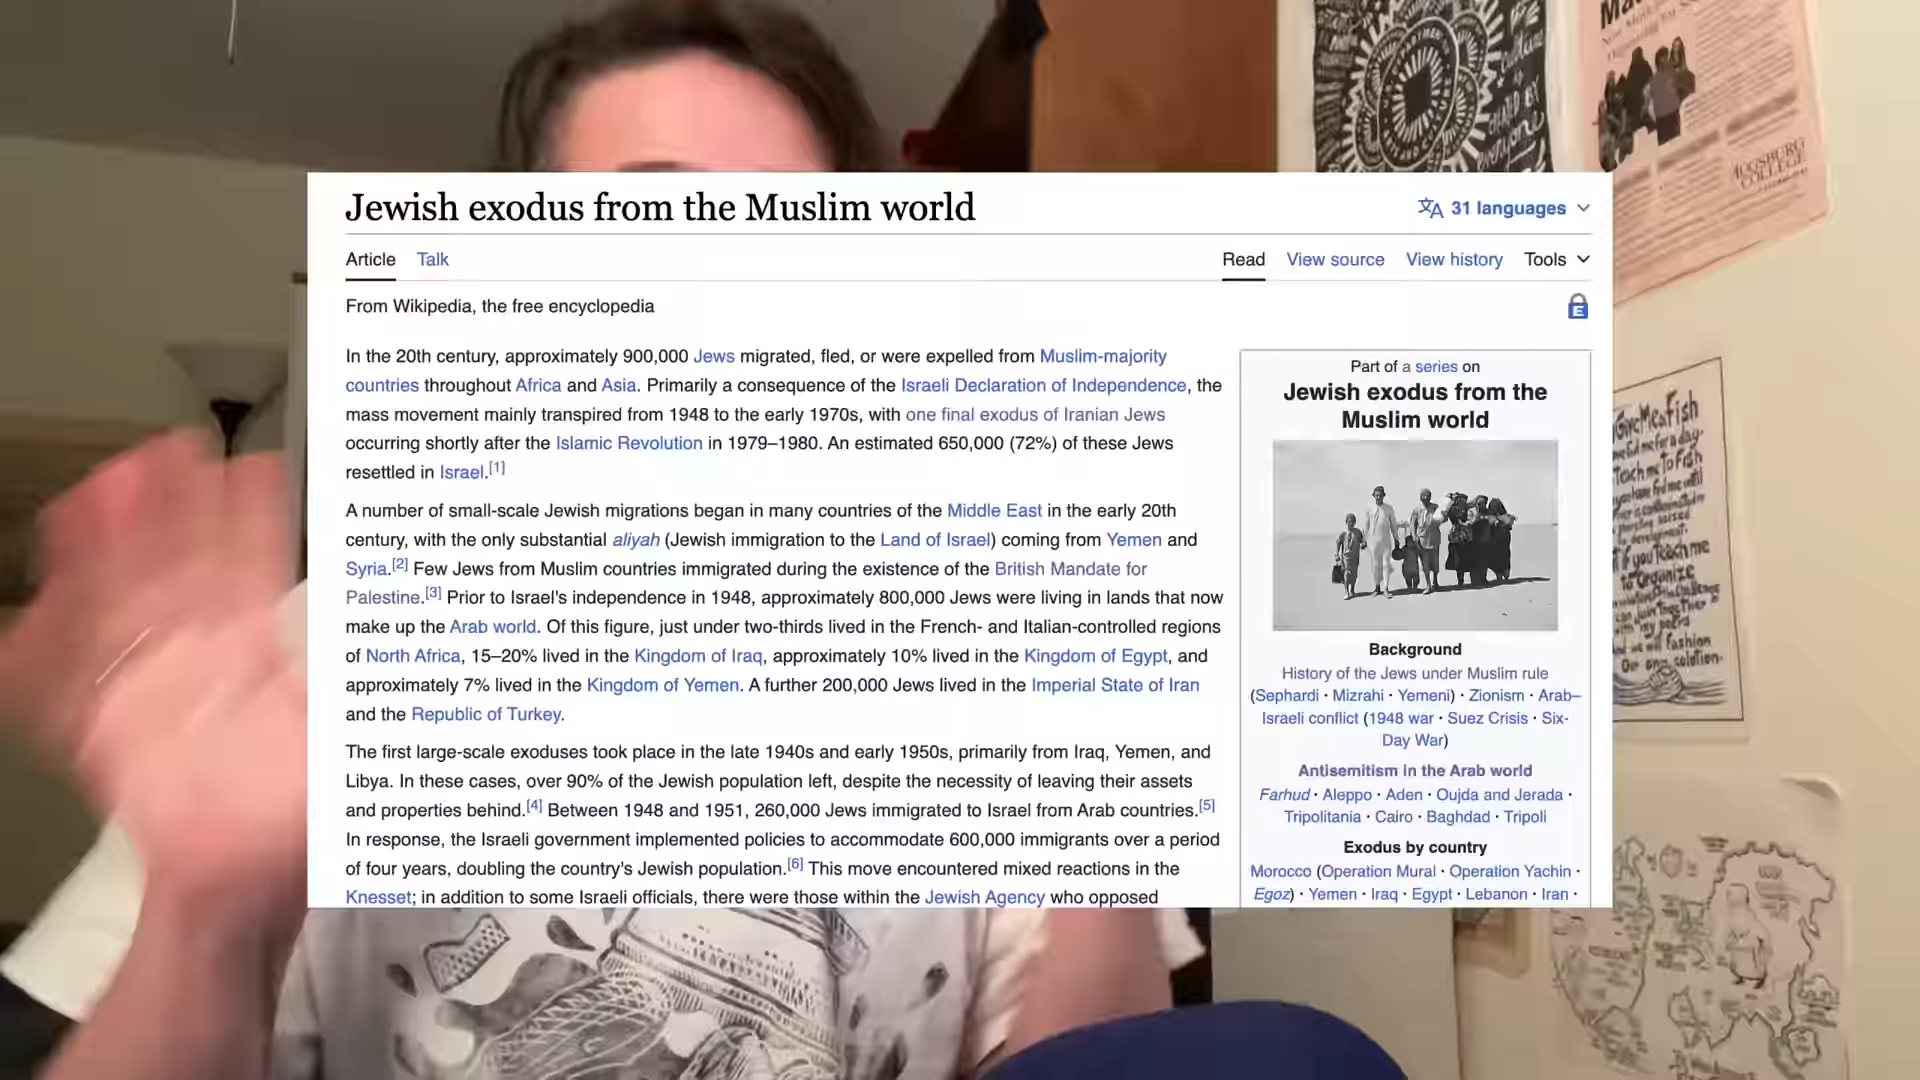 Jewish exodus from the Muslim world
31 languages
Article Talk
Read View source View history Tools
From Wikipedia, the free encyclopedia
E
In the 20th century, approximately 900,000 Jews migrated, fled, or were expelled from Muslim-majority
countries throughout Africa and Asia. Primarily a consequence of the Israeli Declaration of Independence, the
mass movement mainly transpired from 1948 to the early 1970s, with one final exodus of Iranian Jews
occurring shortly after the Islamic Revolution in 1979–1980. An estimated 650,000 (72%) of these Jews
resettled in Israel.[1]
A number of small-scale Jewish migrations began in many countries of the Middle East in the early 20th
century, with the only substantial aliyah (Jewish immigration to the Land of Israel) coming from Yemen and
Syria.[2] Few Jews from Muslim countries immigrated during the existence of the British Mandate for
Palestine.[3] Prior to Israel's independence in 1948, approximately 800,000 Jews were living in lands that now
make up the Arab world. Of this figure, just under two-thirds lived in the French- and Italian-controlled regions
of North Africa, 15–20% lived in the Kingdom of Iraq, approximately 10% lived in the Kingdom of Egypt, and
approximately 7% lived in the Kingdom of Yemen. A further 200,000 Jews lived in the Imperial State of Iran
and the Republic of Turkey.
The first large-scale exoduses took place in the late 1940s and early 1950s, primarily from Iraq, Yemen, and
Libya. In these cases, over 90% of the Jewish population left, despite the necessity of leaving their assets
and properties behind.[4] Between 1948 and 1951, 260,000 Jews immigrated to Israel from Arab countries.[5]
In response, the Israeli government implemented policies to accommodate 600,000 immigrants over a period
of four years, doubling the country's Jewish population.[6] This move encountered mixed reactions in the
Knesset; in addition to some Israeli officials, there were those within the Jewish Agency who opposed
Part of a series on
Jewish exodus from the
Muslim world
Background
History of the Jews under Muslim rule
(Sephardi · Mizrahi · Yemeni) · Zionism · Arab–
Israeli conflict (1948 war · Suez Crisis · Six-
Day War)
Antisemitism in the Arab world
Farhud · Aleppo · Aden · Oujda and Jerada ·
Tripolitania · Cairo · Baghdad · Tripoli
Exodus by country
Morocco (Operation Mural · Operation Yachin ·
Egoz) · Yemen · Iraq · Egypt · Lebanon · Iran ·
CREATED BY
everyone
AUGSBURG
COLLEGE
Give Me a Fish
Teach me To Fish
if you Teach me
to Organize